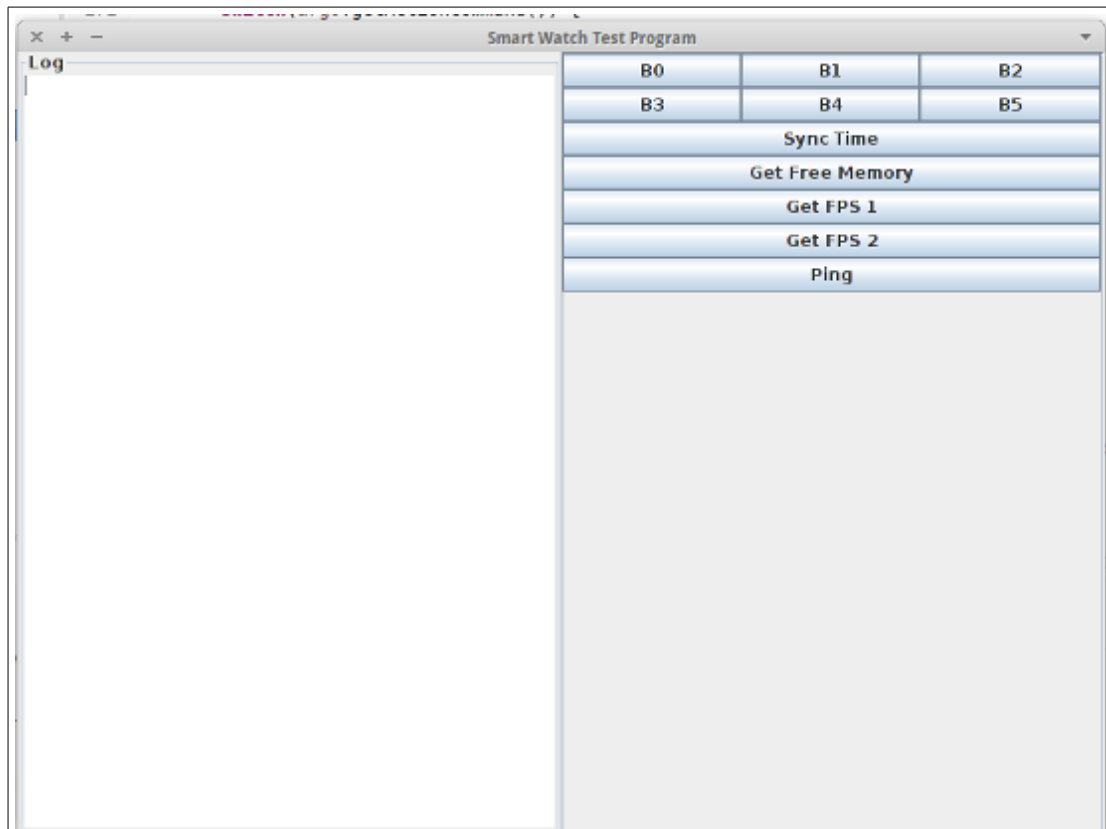 Smart Watch Test Program
Log
B0 B1 B2
B3 B4 B5
Sync Time
Get Free Memory
Get FPS 1
Get FPS 2
Ping